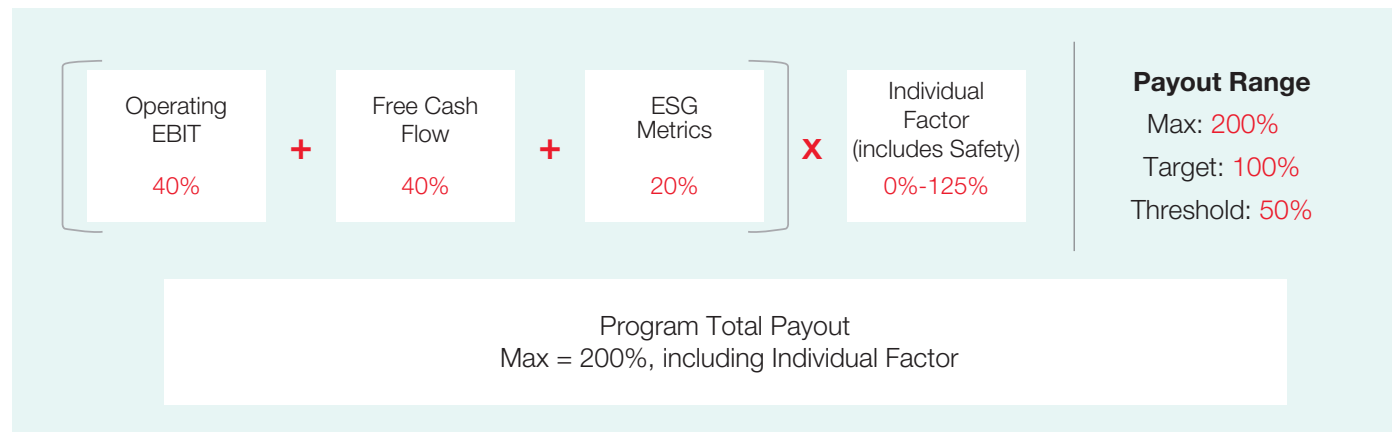 Operating
EBIT
40%
+
Free Cash
Flow
40%
+
ESG
Metrics
20%
x
Individual
Factor
(includes Safety)
0%-125%
Payout Range
Max: 200%
Target: 100%
Threshold: 50%
Program Total Payout
Max = 200%, including Individual Factor